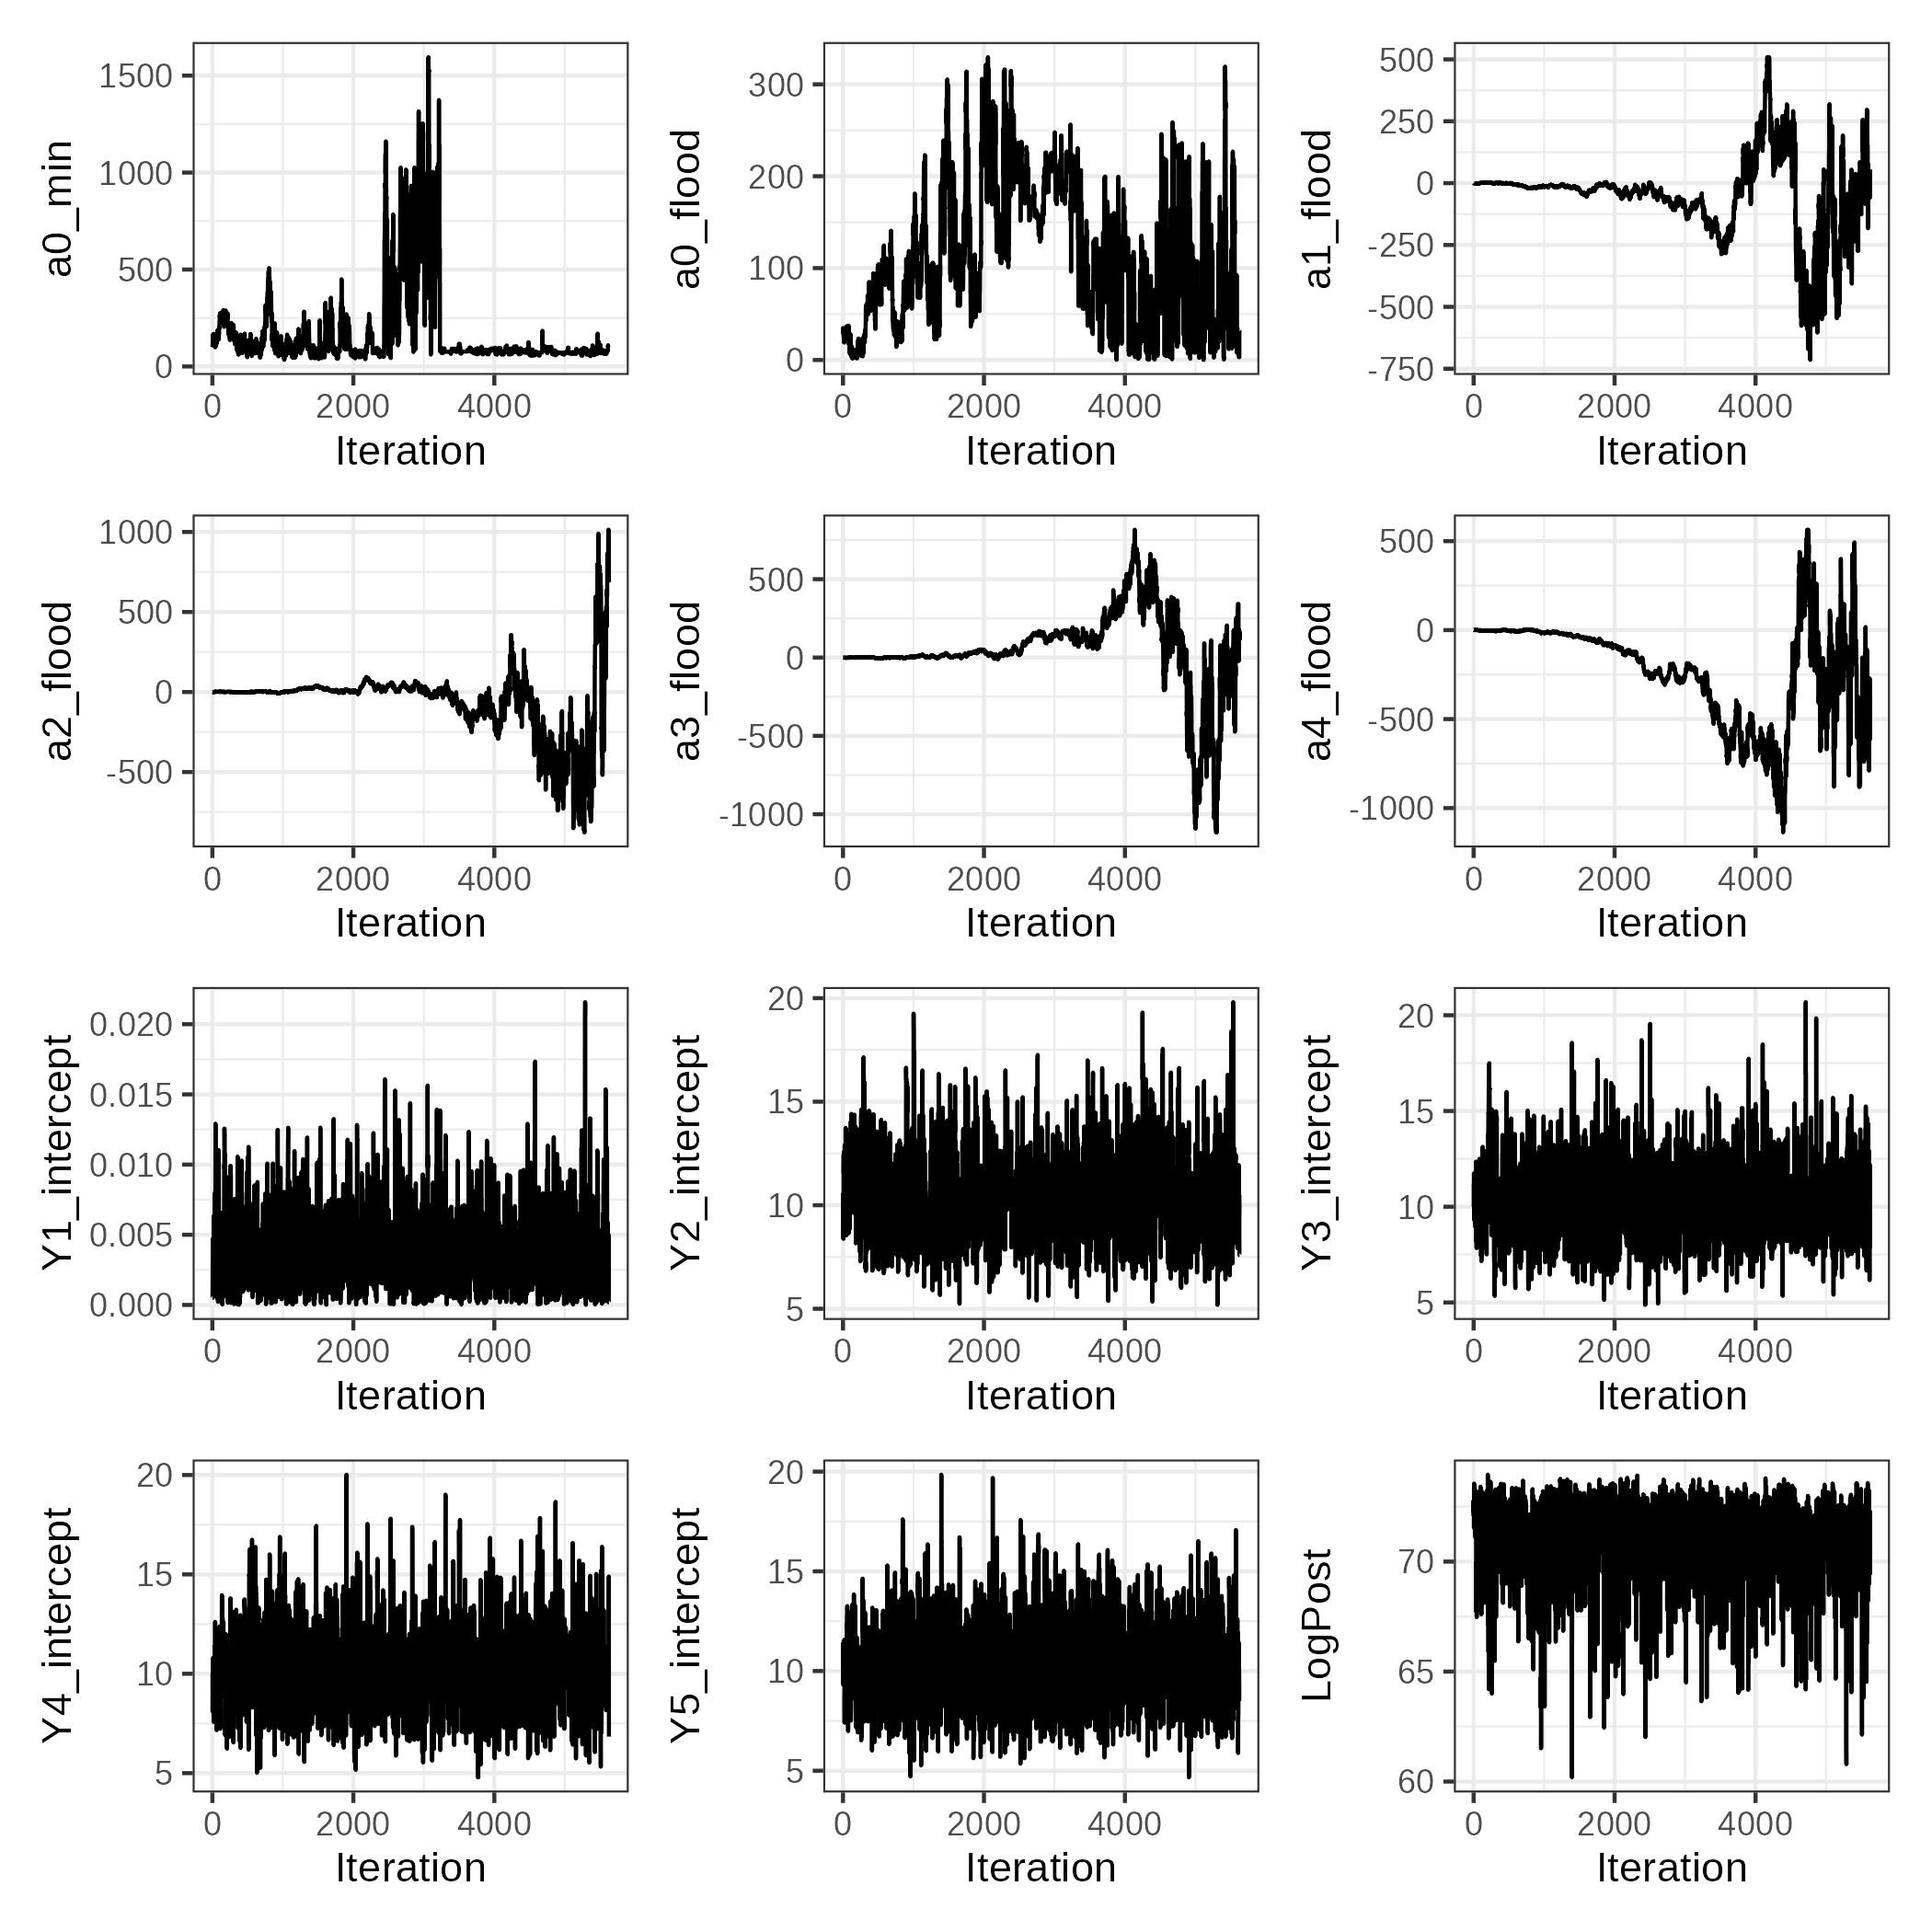 a0_min
1500
1000
500
0
0 2000 4000
Iteration
a0_flood
300
200
100
0
0 2000 4000
Iteration
a1_flood
500
250
0
-250
-500
-750
0 2000 4000
Iteration
a2_flood
1000
500
0
-500
0 2000 4000
Iteration
a3_flood
500
0
-500
-1000
0 2000 4000
Iteration
a4_flood
500
0
-500
-1000
0 2000 4000
Iteration
Y1_intercept
0.020
0.015
0.010
0.005
0.000
0 2000 4000
Iteration
Y2_intercept
20
15
10
5
0 2000 4000
Iteration
Y3_intercept
20
15
10
5
0 2000 4000
Iteration
Y4_intercept
20
15
10
5
0 2000 4000
Iteration
Y5_intercept
20
15
10
5
0 2000 4000
Iteration
LogPost
70
65
60
0 2000 4000
Iteration